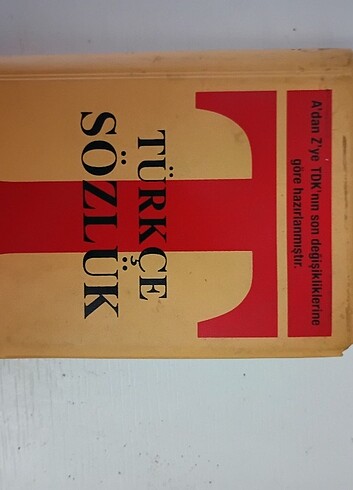 A'dan Z'ye TDK'nın son değişikliklerine
göre hazırlanmıştır.
TÜRKÇE
SÖZLÜK